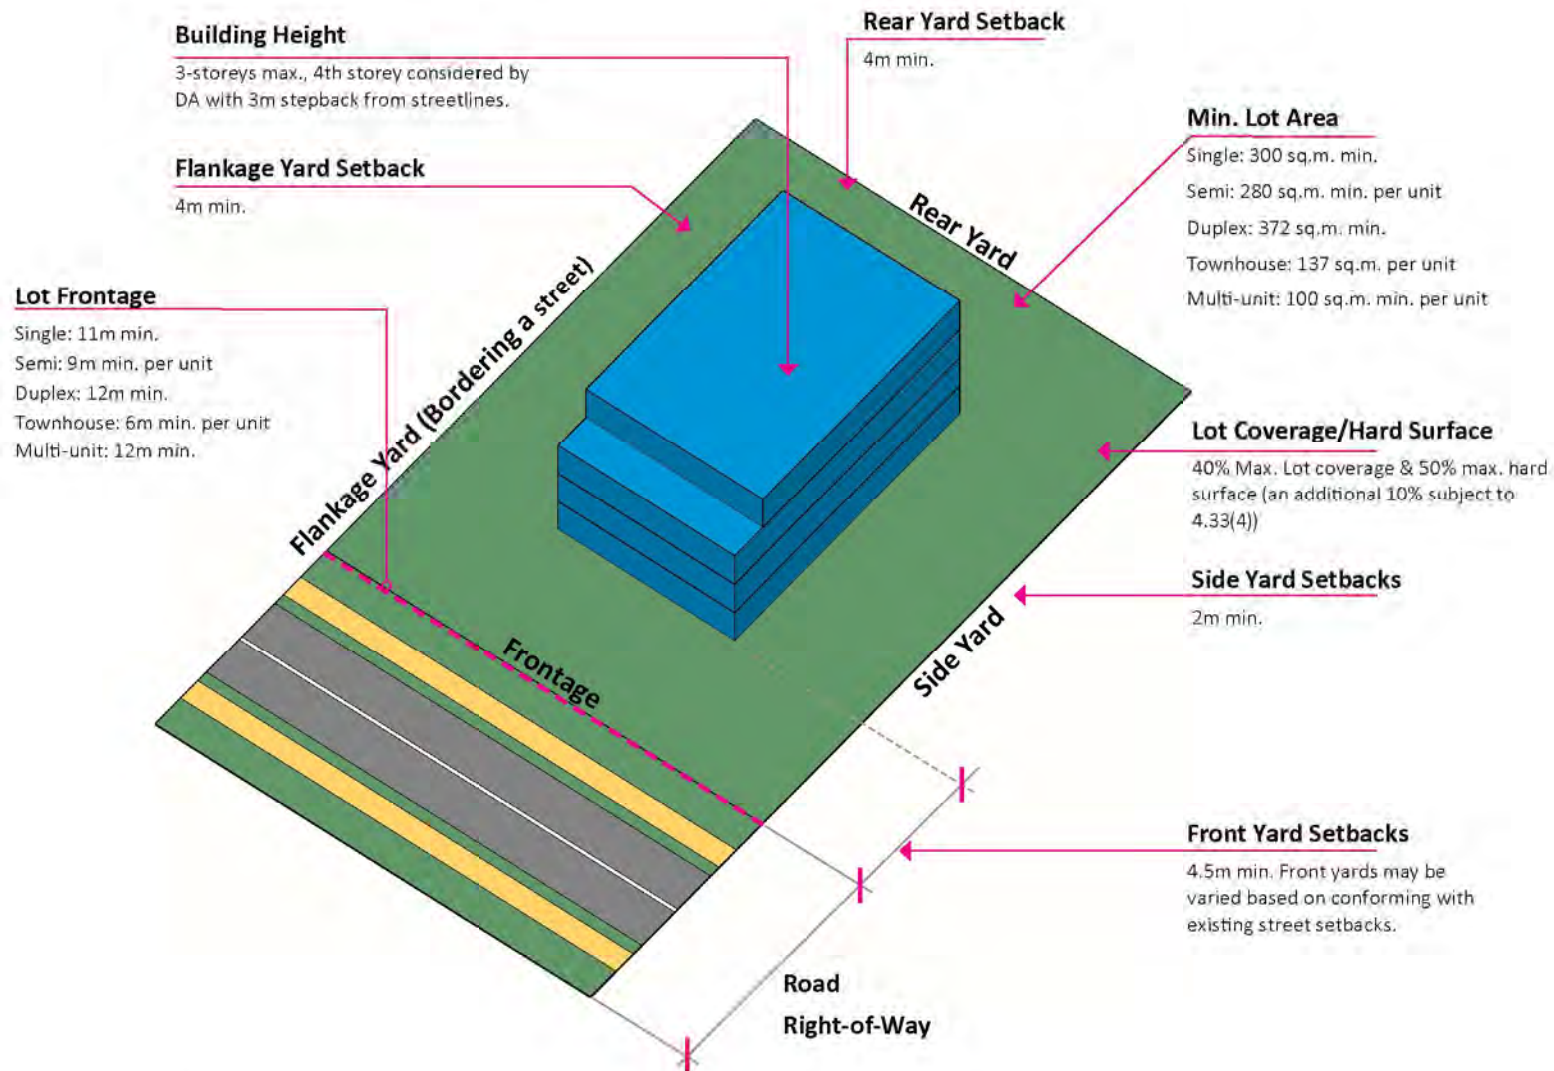 Building Height
3-storeys max., 4th storey considered by
DA with 3m stepback from streetlines.
Rear Yard Setback
4m min.
Min. Lot Area
Single: 300 sq.m. min.
Semi: 280 sq.m. min. per unit
Duplex: 372 sq.m. min.
Townhouse: 137 sq.m. per unit
Multi-unit: 100 sq.m. min. per unit
Flankage Yard Setback
4m min.
Rear Yard
Lot Frontage
Single: 11m min.
Semi: 9m min. per unit
Duplex: 12m min.
Townhouse: 6m min. per unit
Multi-unit: 12m min.
Flankage Yard (Bordering a street)
Lot Coverage/Hard Surface
40% Max. Lot coverage & 50% max. hard
surface (an additional 10% subject to
4.33(4))
Side Yard Setbacks
2m min.
Side Yard
Frontage
Front Yard Setbacks
4.5m min. Front yards may be
varied based on conforming with
existing street setbacks.
Road
Right-of-Way